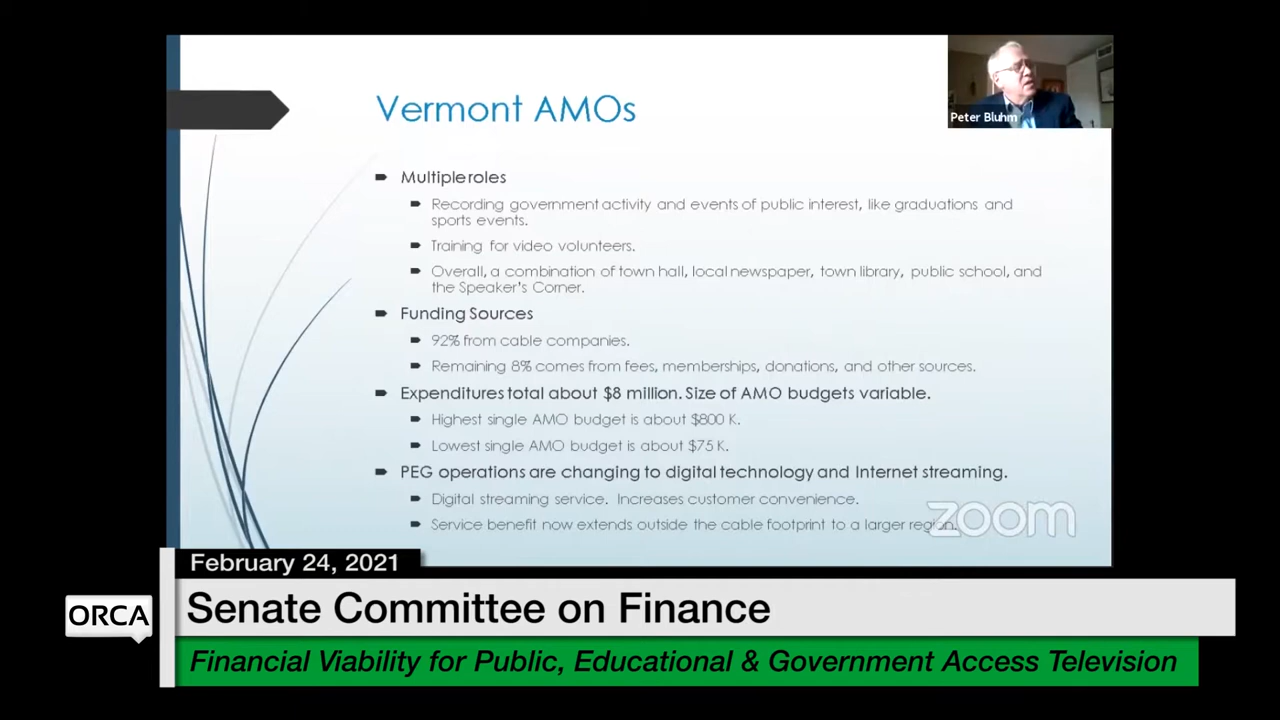 Vermont AMOs
Peter Bluhm
Multiple roles
Recording government activity and events of public interest, like graduations and
sports events.
Training for video volunteers.
Overall, a combination of town hall, local newspaper, town library, public school, and
the Speaker's Corner.
Funding Sources
92% from cable companies.
Remaining 8% comes from fees, memberships, donations, and other sources.
Expenditures total about $8 million. Size of AMO budgets variable.
Highest single AMO budget is about $800 K.
Lowest single AMO budget is about $75 K.
PEG operations are changing to digital technology and Internet streaming.
Digital streaming service. Increases customer convenience.
Service benefit now extends outside the cable footprint to a larger region.
zoom
February 24, 2021
ORCA
Senate Committee on Finance
Financial Viability for Public, Educational & Government Access Television